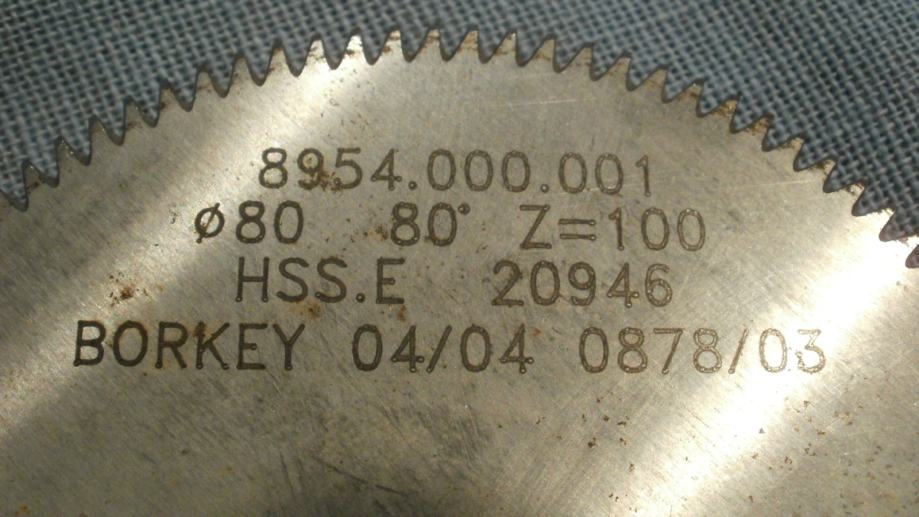 8954.000.001
ø80 80° Z=100
HSS.E 20946
BORKEY 04/04 0878/03